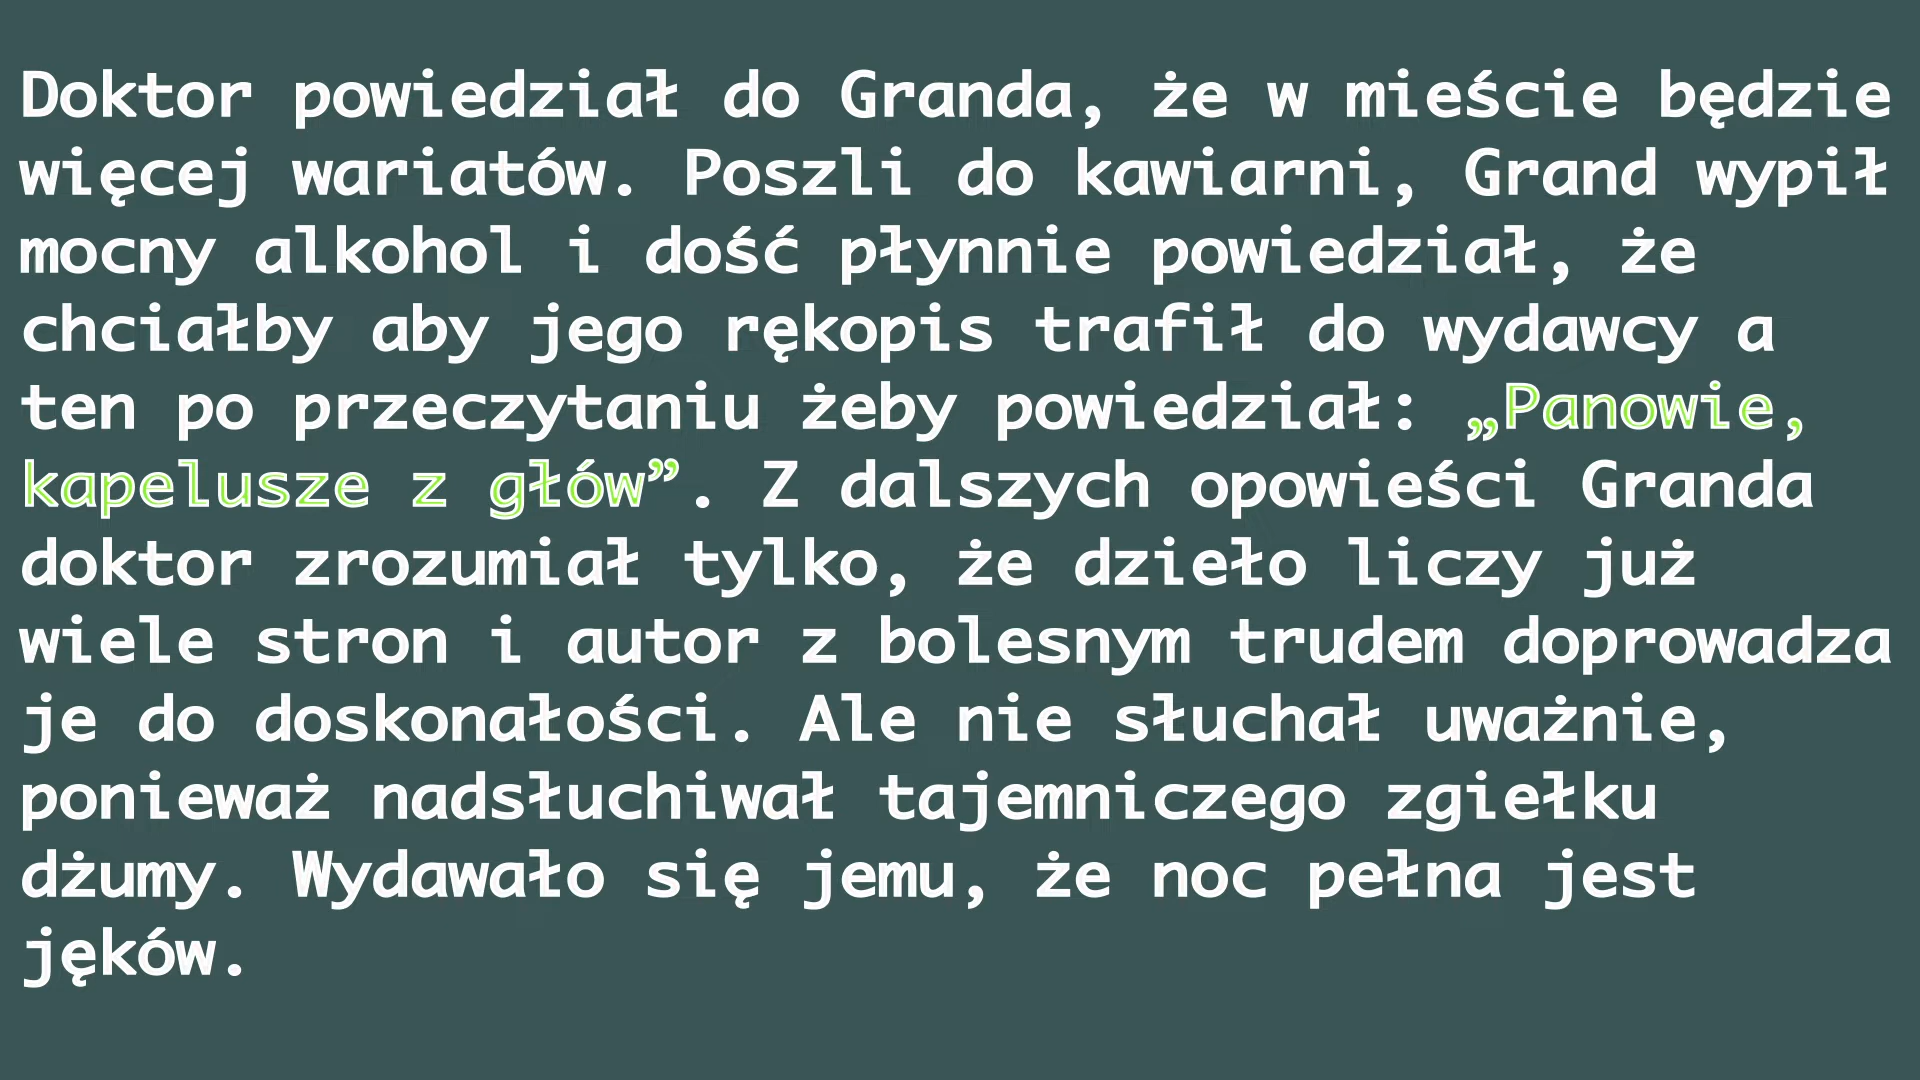 Doktor powiedział do Granda, że w mieście będzie
więcej wariatów. Poszli do kawiarni, Grand wypił
mocny alkohol i dość płynnie powiedział, że
chciałby aby jego rękopis trafił do wydawcy a
ten po przeczytaniu żeby powiedział: „Panowie,
kapelusze z głów”. Z dalszych opowieści Granda
doktor zrozumiał tylko, że dzieło liczy już
wiele stron i autor z bolesnym trudem doprowadza
je do doskonałości. Ale nie słuchał uważnie,
ponieważ nadsłuchiwał tajemniczego zgiełku
dżumy. Wydawało się jemu, że noc pełna jest
jęków.